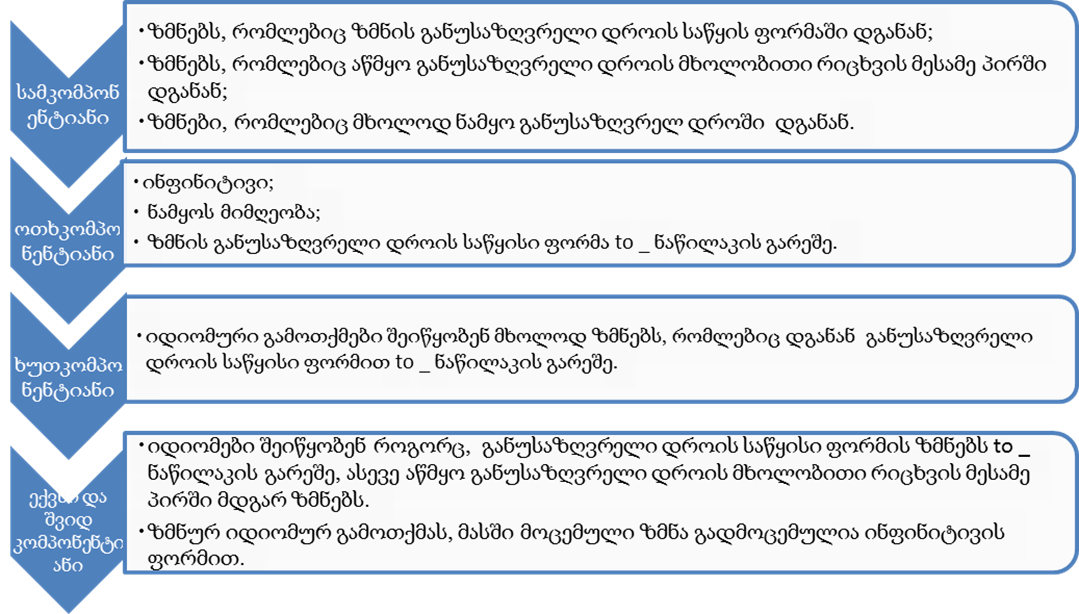 სამკომპონ
ენტიანი
•ზმნებს, რომლებიც ზმნის განუსაზღვრელი დროის საწყის ფორმაში დგანან;
•ზმნებს, რომლებიც აწმყო განუსაზღვრელი დროის მხოლობითი რიცხვის მესამე პირში
დგანან;
•ზმნები, რომლებიც მხოლოდ ნამყო განუსაზღვრელ დროში დგანან.
ოთხკომპო
ნენტიანი
•ინფინიტივი;
• ნამყოს მიმღეობა;
• ზმნის განუსაზღვრელი დროის საწყისი ფორმა to _ ნაწილაკის გარეშე.
ხუთკომპო
ნენტიანი
•იდიომური გამოთქმები შეიწყობენ მხოლოდ ზმნებს, რომლებიც დგანან განუსაზღვრელი
დროის საწყისი ფორმით to _ ნაწილაკის გარეშე.
ექვსი და
შვიდ
კომპონენტი
ანი
•იდიომები შეიწყობენ როგორც, განუსაზღვრელი დროის საწყისი ფორმის ზმნებს to _
ნაწილაკის გარეშე, ასევე აწმყო განუსაზღვრელი დროის მხოლობითი რიცხვის მესამე
პირში მდგარ ზმნებს.
•ზმნურ იდიომურ გამოთქმას, მასში მოცემული ზმნა გადმოცემულია ინფინიტივის
ფორმით.